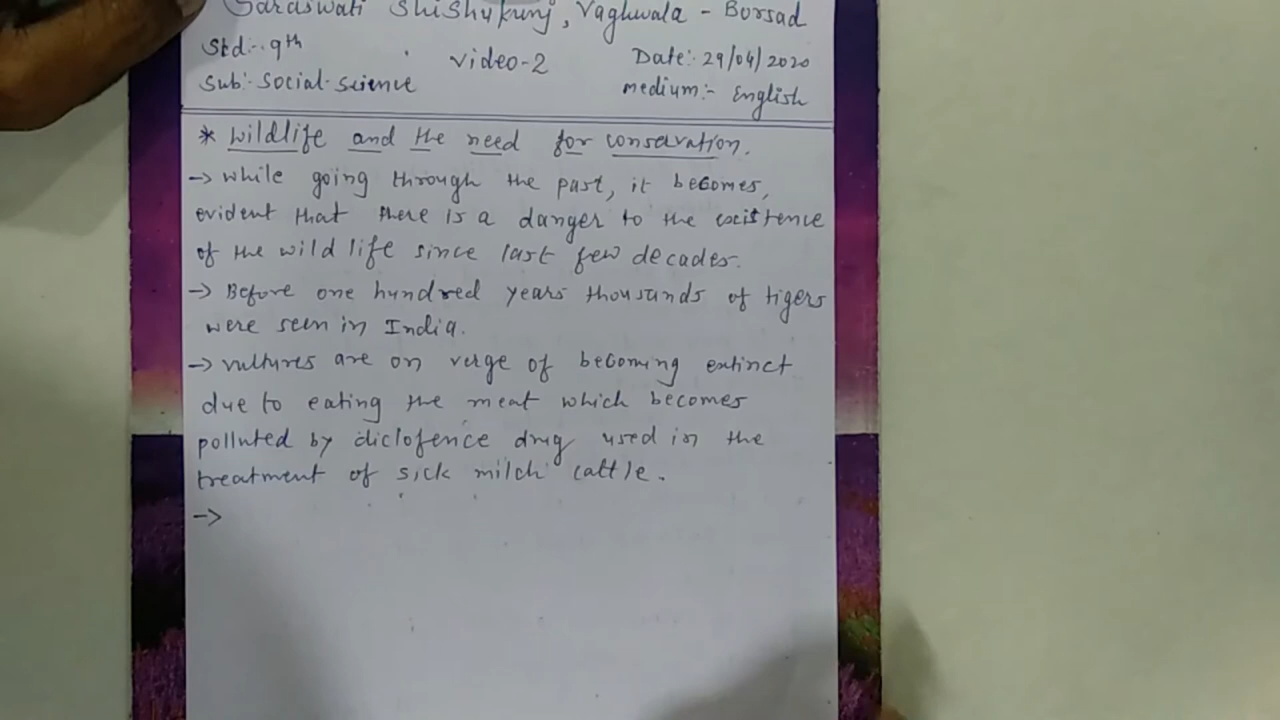 Saraswati Shishukunj, Vaghwala - Borsad
Std:- 9th
video-2
Date:- 29/04/2020
Sub:- Social-science
medium:- English
* Wildlife and the need for conservation.
-> while going through the past, it becomes,
evident that there is a danger to the existence
of the wild life since last few decades.
-> Before one hundred years thousands of tigers
were seen in India.
-> vultures are on verge of becoming extinct
due to eating the meat which becomes
polluted by diclofence drug used in the
treatment of sick milch cattle.
->